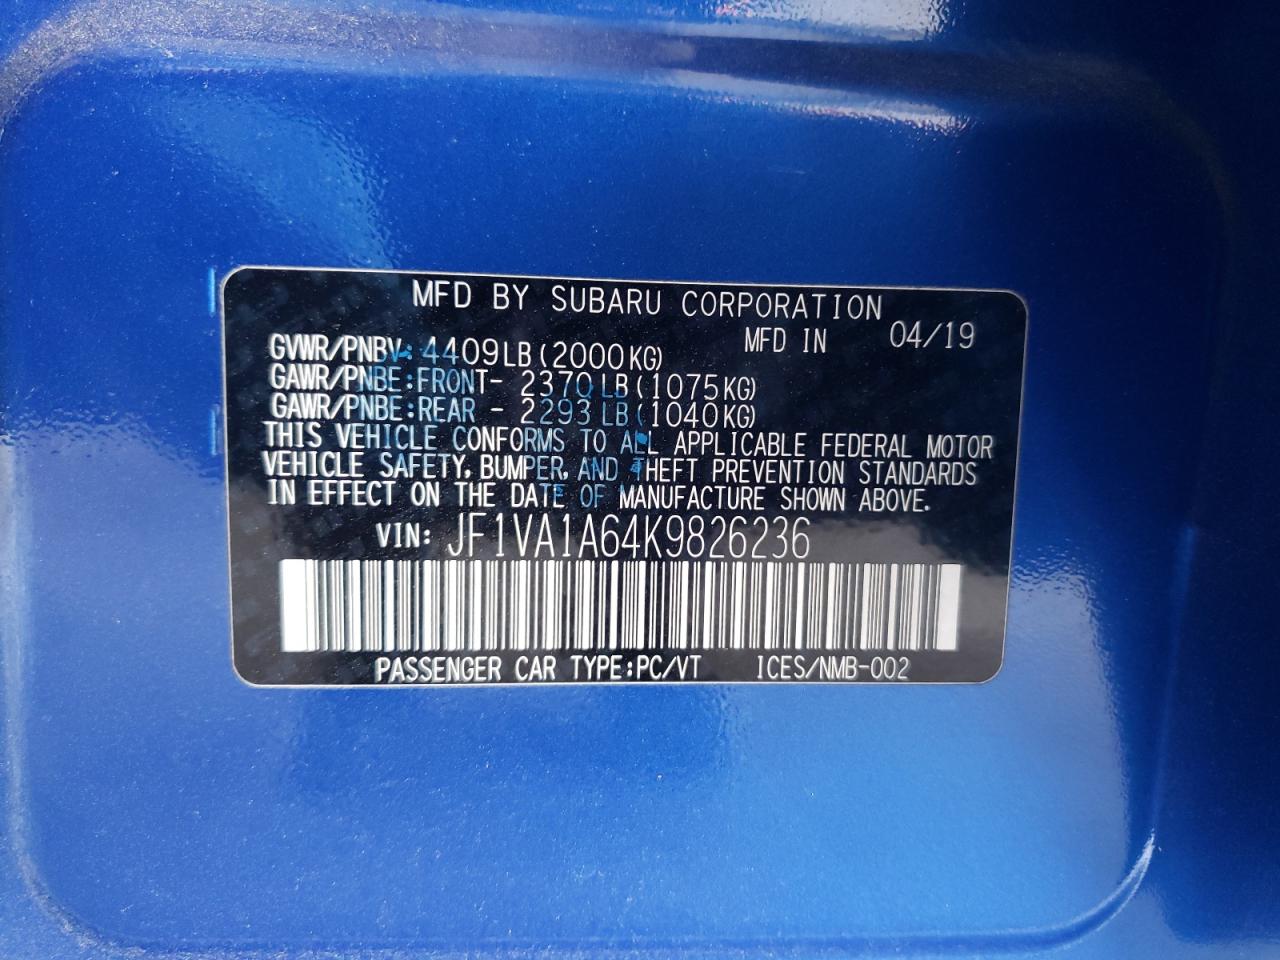 MFD BY SUBARU CORPORATION
MFD IN 04/19
GVWR/PNBV: 4409LB(2000KG)
GAWR/PNBE:FRONT- 2370LB(1075KG)
GAWR/PNBE:REAR - 2293LB(1040KG)
THIS VEHICLE CONFORMS TO ALL APPLICABLE FEDERAL MOTOR
VEHICLE SAFETY, BUMPER, AND THEFT PREVENTION STANDARDS
IN EFFECT ON THE DATE OF MANUFACTURE SHOWN ABOVE.
VIN: JF1VA1A64K9826236
PASSENGER CAR TYPE:PC/VT ICES/NMB-002